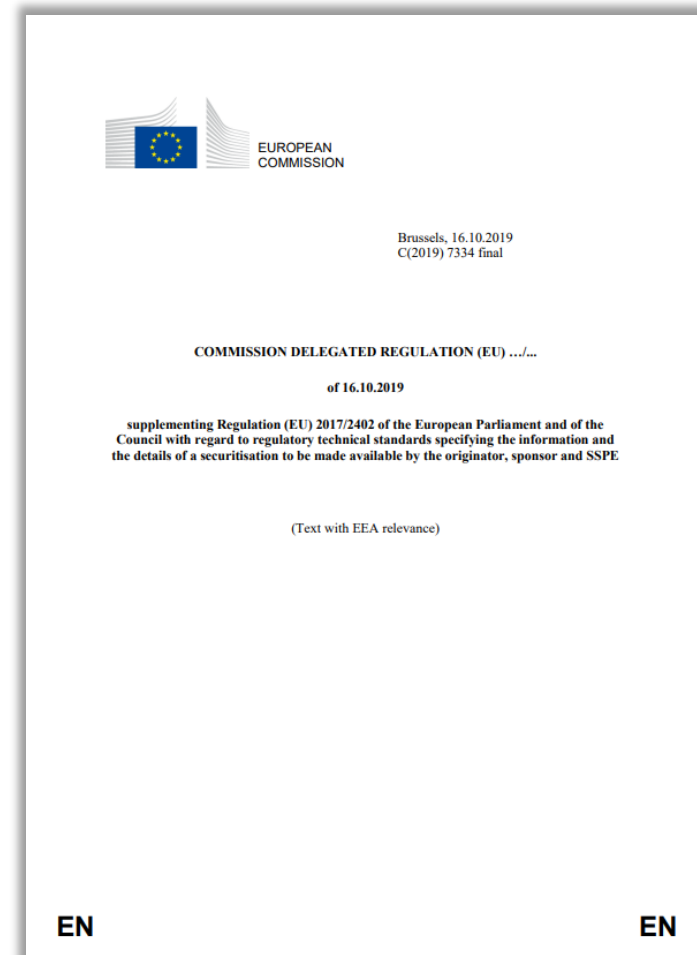 EUROPEAN
COMMISSION
Brussels, 16.10.2019
C(2019) 7334 final
COMMISSION DELEGATED REGULATION (EU) …/...
of 16.10.2019
supplementing Regulation (EU) 2017/2402 of the European Parliament and of the
Council with regard to regulatory technical standards specifying the information and
the details of a securitisation to be made available by the originator, sponsor and SSPE
(Text with EEA relevance)
EN EN